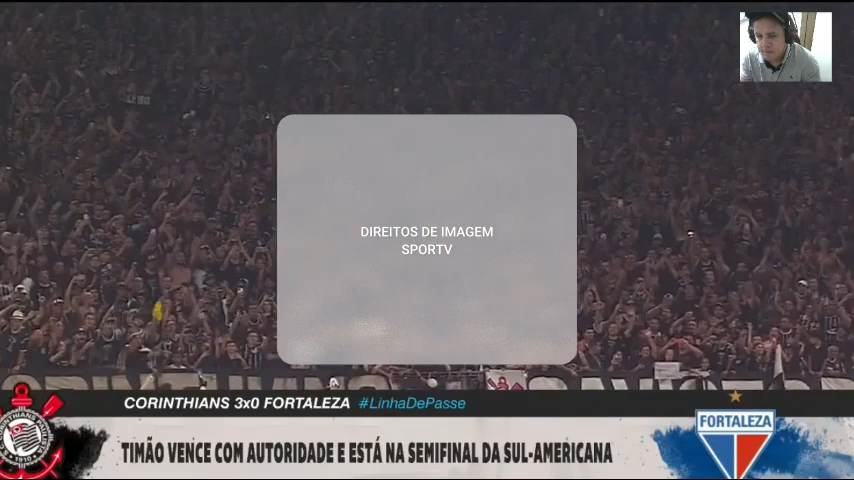 DIREITOS DE IMAGEM
SPORTV
CORINTHIANS 3x0 FORTALEZA #LinhaDePasse
FORTALEZA
TIMÃO VENCE COM AUTORIDADE E ESTÁ NA SEMIFINAL DA SUL-AMERICANA